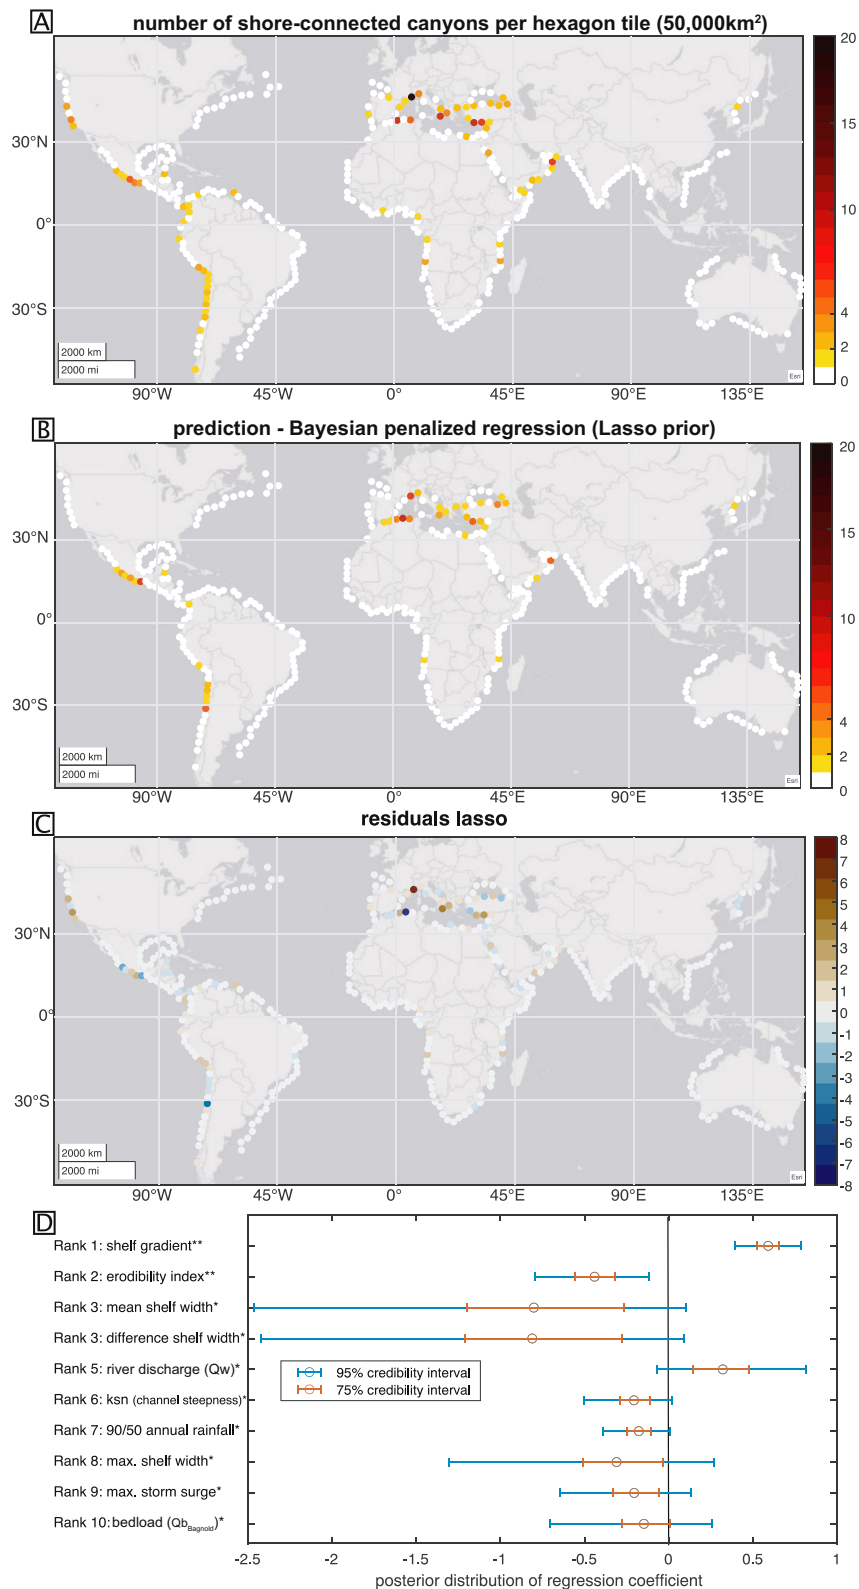 A number of shore-connected canyons per hexagon tile (50,000km²)
20
15
10
4
2
0
30°N
0°
30°S
2000 km
2000 mi
Esri
90°W 45°W 0° 45°E 90°E 135°E
B prediction - Bayesian penalized regression (Lasso prior)
20
15
10
4
2
0
30°N
0°
30°S
2000 km
2000 mi
Esri
90°W 45°W 0° 45°E 90°E 135°E
C residuals lasso
8
7
6
5
4
3
2
1
0
-1
-2
-3
-4
-5
-6
-7
-8
30°N
0°
30°S
2000 km
2000 mi
Esri
90°W 45°W 0° 45°E 90°E 135°E
D
Rank 1: shelf gradient**
Rank 2: erodibility index**
Rank 3: mean shelf width*
Rank 3: difference shelf width*
Rank 5: river discharge (Qw)*
Rank 6: ksn (channel steepness)*
Rank 7: 90/50 annual rainfall*
Rank 8: max. shelf width*
Rank 9: max. storm surge*
Rank 10: bedload (Qb_Bagnold)*
95% credibility interval
75% credibility interval
-2.5 -2 -1.5 -1 -0.5 0 0.5 1
posterior distribution of regression coefficient